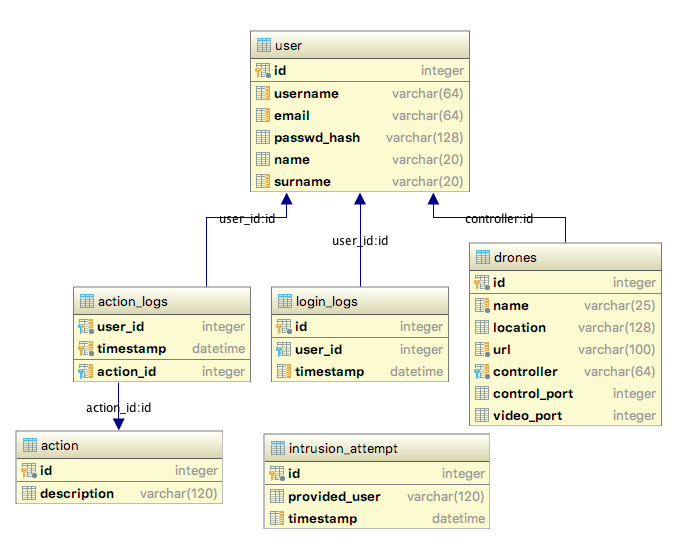 user
id integer
username varchar(64)
email varchar(64)
passwd_hash varchar(128)
name varchar(20)
surname varchar(20)
user_id:id
user_id:id
controller:id
action_logs
user_id integer
timestamp datetime
action_id integer
login_logs
id integer
user_id integer
timestamp datetime
drones
id integer
name varchar(25)
location varchar(128)
url varchar(100)
controller varchar(64)
control_port integer
video_port integer
action_id:id
action
id integer
description varchar(120)
intrusion_attempt
id integer
provided_user varchar(120)
timestamp datetime